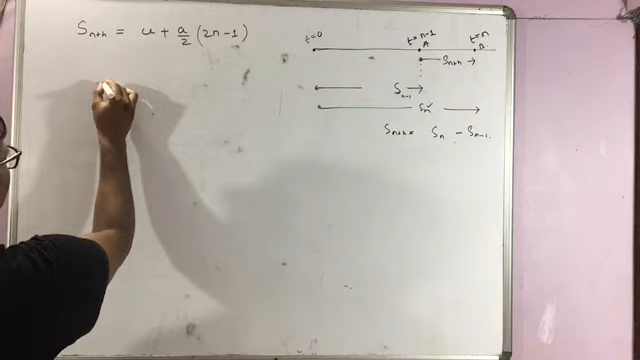 Sₙₜₕ = u + a/2 (2n-1)
t=0 t=n-1 t=n
A B
Sₙₜₕ
Sₙ₋₁
Sₙ
Sₙₜₕ = Sₙ - Sₙ₋₁